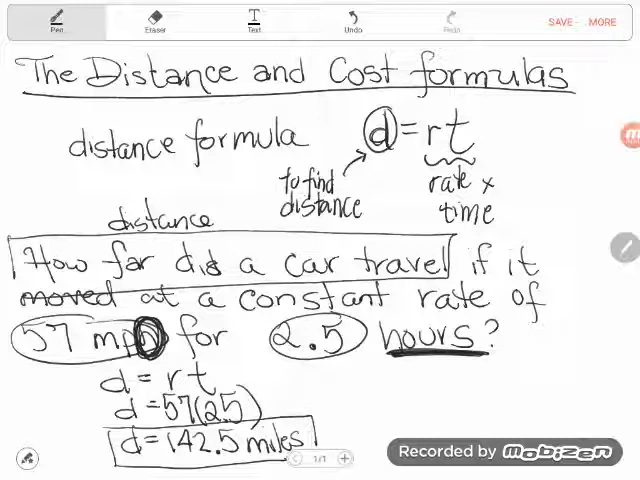 Pen Eraser Text Undo Redo SAVE MORE
The Distance and Cost formulas
distance formula d = rt
to find distance
rate x time
distance
How far did a car travel if it
moved at a constant rate of
57 mph for 2.5 hours?
d = rt
d = 57(2.5)
d = 142.5 miles
1/1
Recorded by mobizen